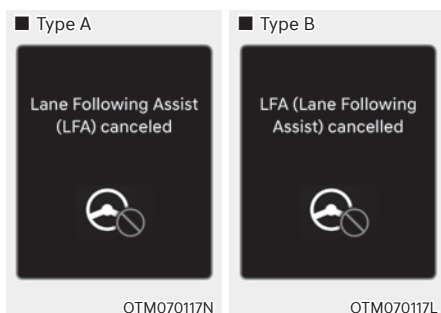 ■ Type A
Lane Following Assist
(LFA) canceled
OTM070117N
■ Type B
LFA (Lane Following
Assist) cancelled
OTM070117L